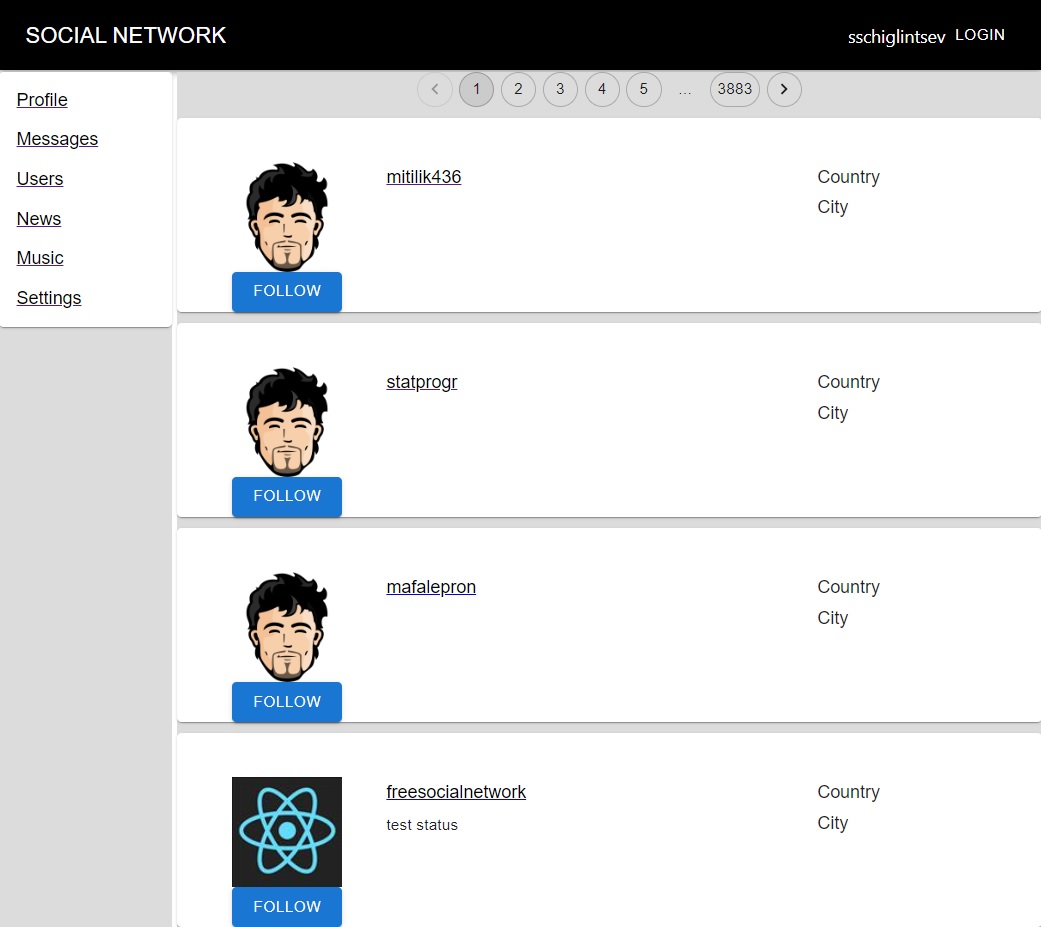 SOCIAL NETWORK
sschiglintsev LOGIN
Profile
Messages
Users
News
Music
Settings
< 1 2 3 4 5 ... 3883 >
mitilik436
Country
City
FOLLOW
statprogr
Country
City
FOLLOW
mafalepron
Country
City
FOLLOW
freesocialnetwork
test status
Country
City
FOLLOW